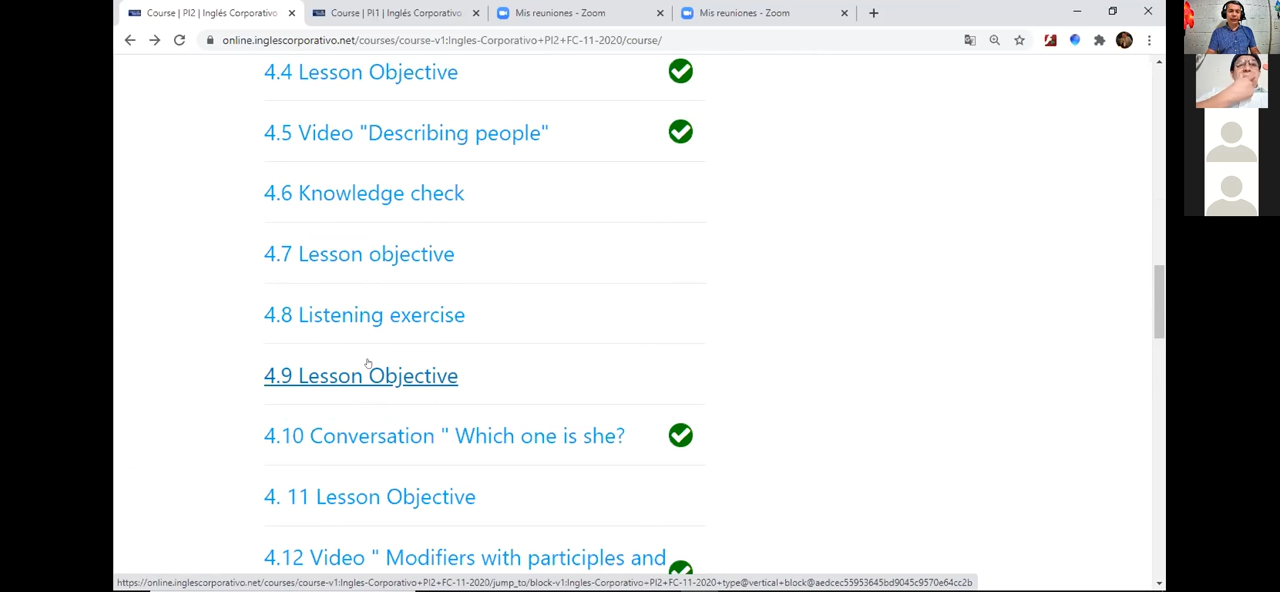 Course | PI2 | Inglés Corporativo
Course | PI1 | Inglés Corporativo
Mis reuniones - Zoom
Mis reuniones - Zoom
online.inglescorporativo.net/courses/course-v1:Ingles-Corporativo+PI2+FC-11-2020/course/
4.4 Lesson Objective
4.5 Video "Describing people"
4.6 Knowledge check
4.7 Lesson objective
4.8 Listening exercise
4.9 Lesson Objective
4.10 Conversation " Which one is she?
4. 11 Lesson Objective
4.12 Video " Modifiers with participles and
https://online.inglescorporativo.net/courses/course-v1:Ingles-Corporativo+PI2+FC-11-2020/jump_to/block-v1:Ingles-Corporativo+PI2+FC-11-2020+type@vertical+block@aedcec55953645bd9045c9570e64cc2b